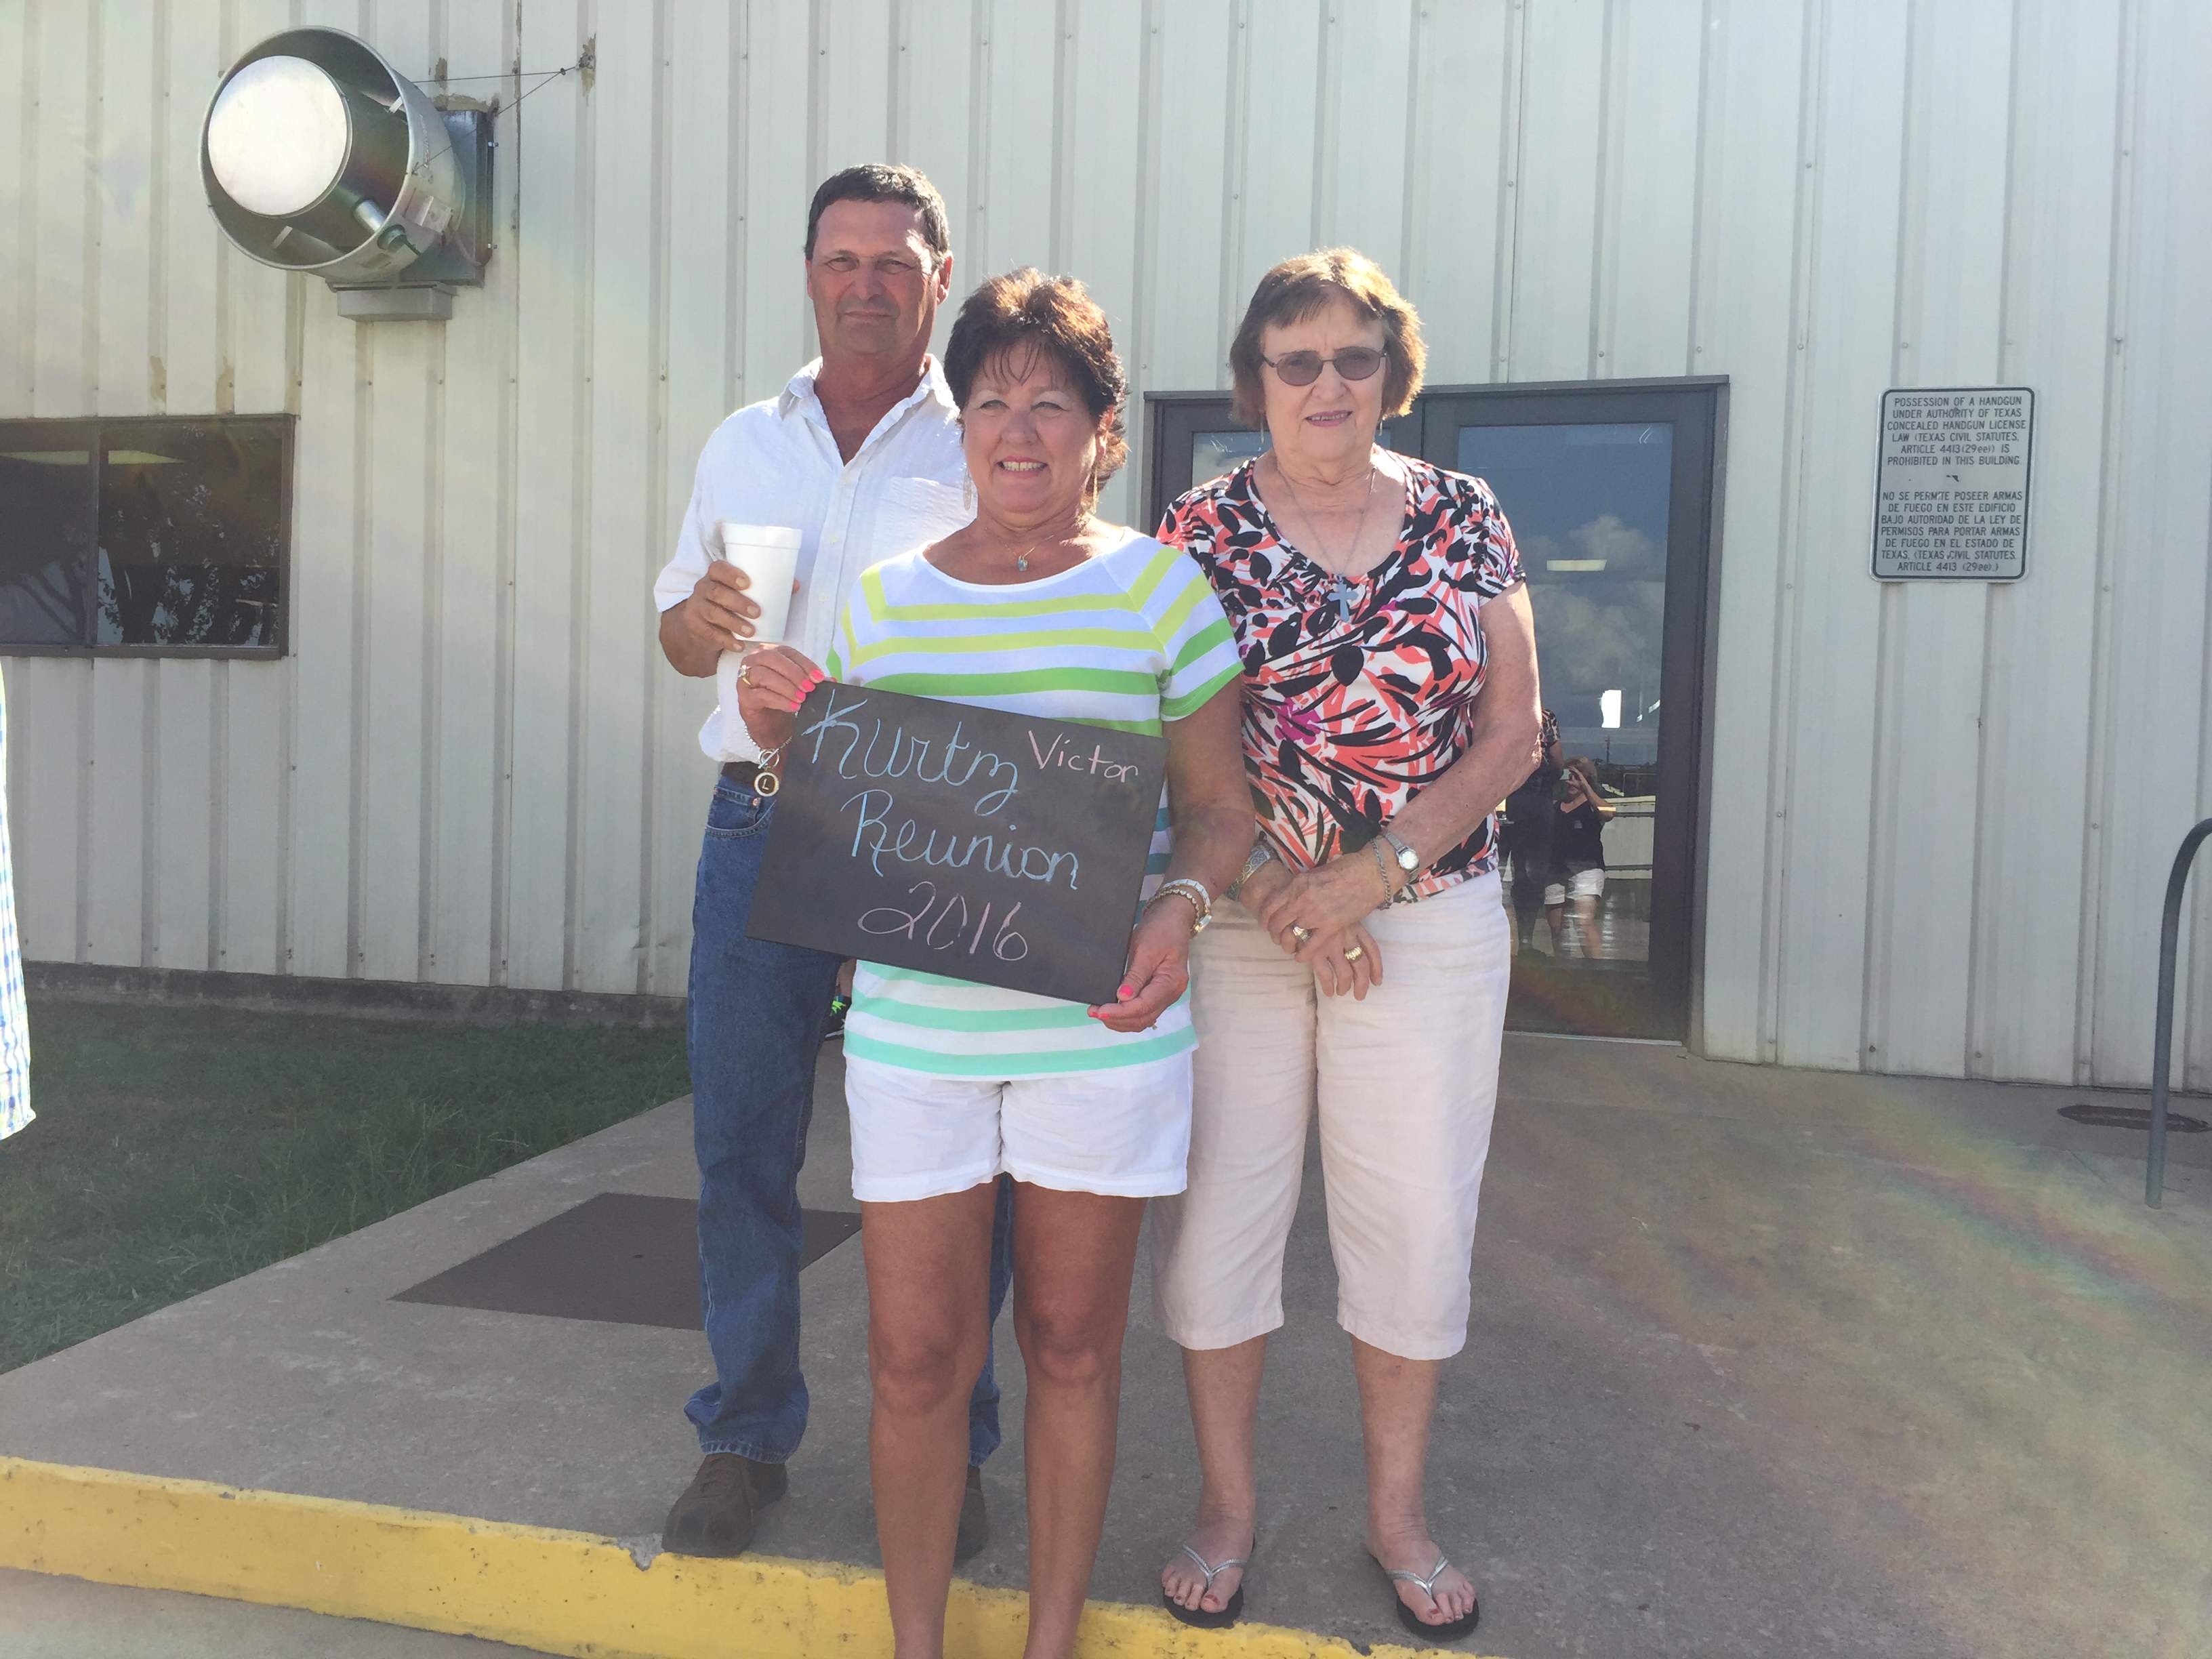 Kurtz Victor
Reunion
2016
L
POSSESSION OF A HANDGUN
UNDER AUTHORITY OF TEXAS
CONCEALED HANDGUN LICENSE
LAW (TEXAS CIVIL STATUTES,
ARTICLE 4413(29ee)) IS
PROHIBITED IN THIS BUILDING
NO SE PERMITE POSEER ARMAS
DE FUEGO EN ESTE EDIFICIO
BAJO AUTORIDAD DE LA LEY DE
PERMISOS PARA PORTAR ARMAS
DE FUEGO EN EL ESTADO DE
TEXAS, (TEXAS CIVIL STATUTES,
ARTICLE 4413 (29ee).)